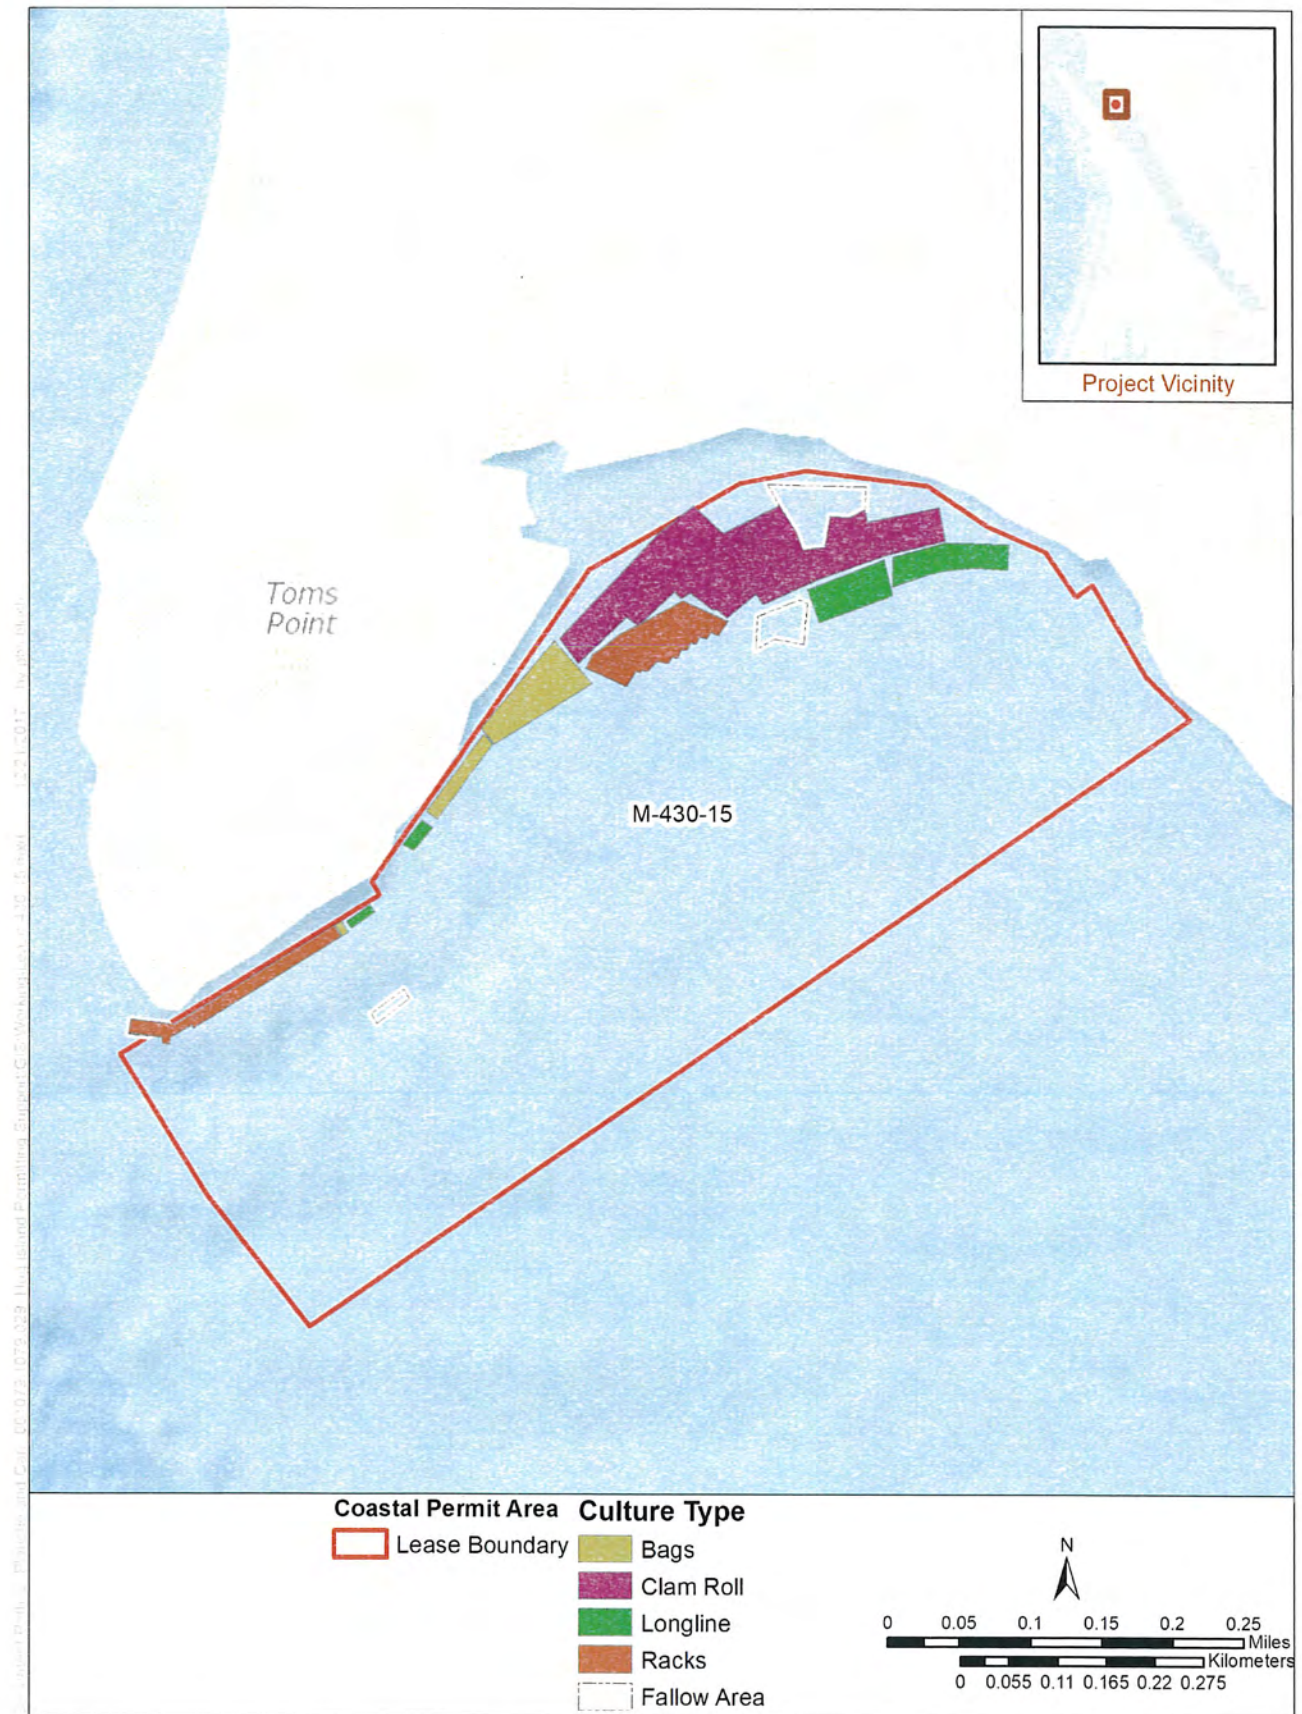 Project Vicinity
Toms
Point
M-430-15
Coastal Permit Area
Lease Boundary
Culture Type
Bags
Clam Roll
Longline
Racks
Fallow Area
N
0 0.05 0.1 0.15 0.2 0.25
Miles
Kilometers
0 0.055 0.11 0.165 0.22 0.275